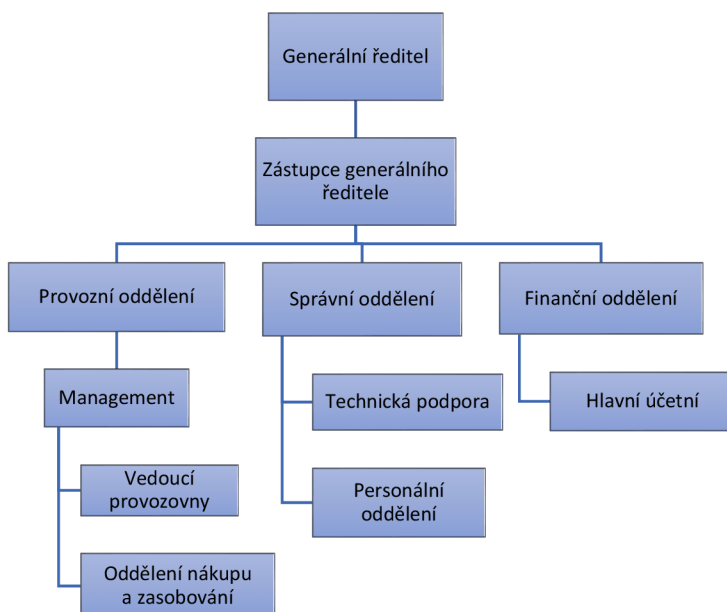 Generální ředitel
Zástupce generálního
ředitele
Provozní oddělení
Správní oddělení
Finanční oddělení
Management
Technická podpora
Hlavní účetní
Vedoucí
provozovny
Personální
oddělení
Oddělení nákupu
a zasobování